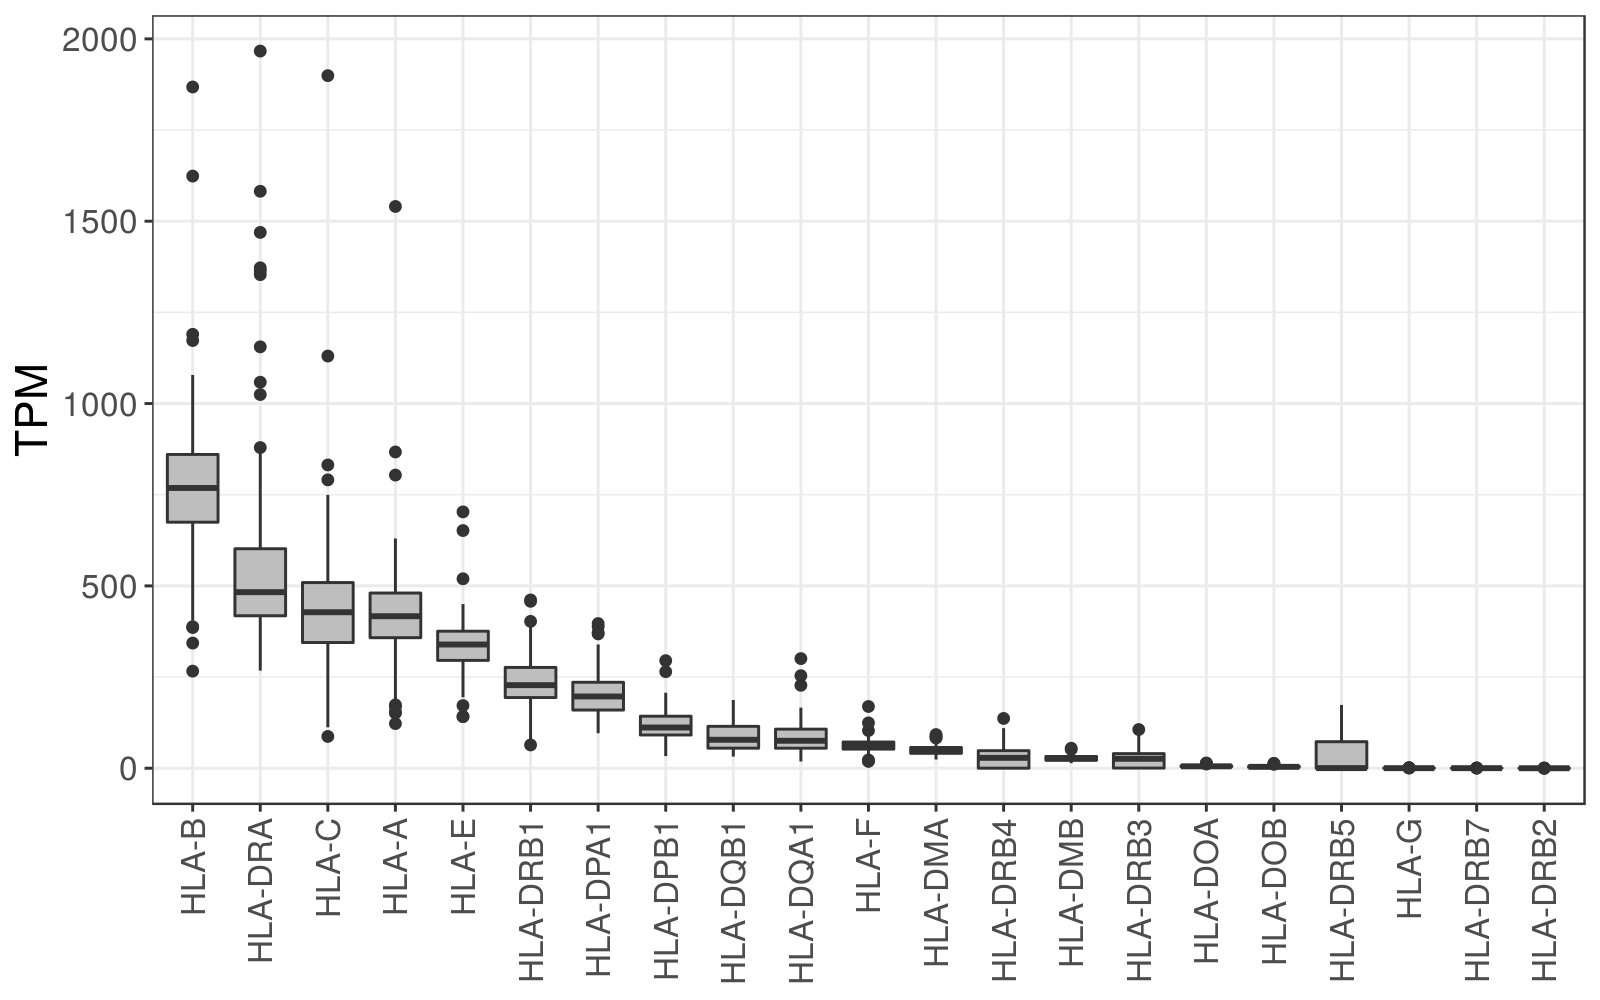 TPM
2000
1500
1000
500
0
HLA-B
HLA-DRA
HLA-C
HLA-A
HLA-E
HLA-DRB1
HLA-DPA1
HLA-DPB1
HLA-DQB1
HLA-DQA1
HLA-F
HLA-DMA
HLA-DRB4
HLA-DMB
HLA-DRB3
HLA-DOA
HLA-DOB
HLA-DRB5
HLA-G
HLA-DRB7
HLA-DRB2